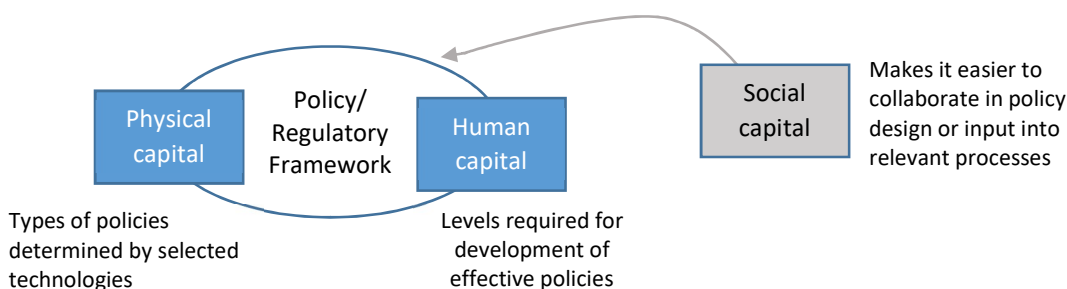 Physical
capital
Policy/
Regulatory
Framework
Human
capital
Social
capital
Makes it easier to
collaborate in policy
design or input into
relevant processes
Types of policies
determined by selected
technologies
Levels required for
development of
effective policies